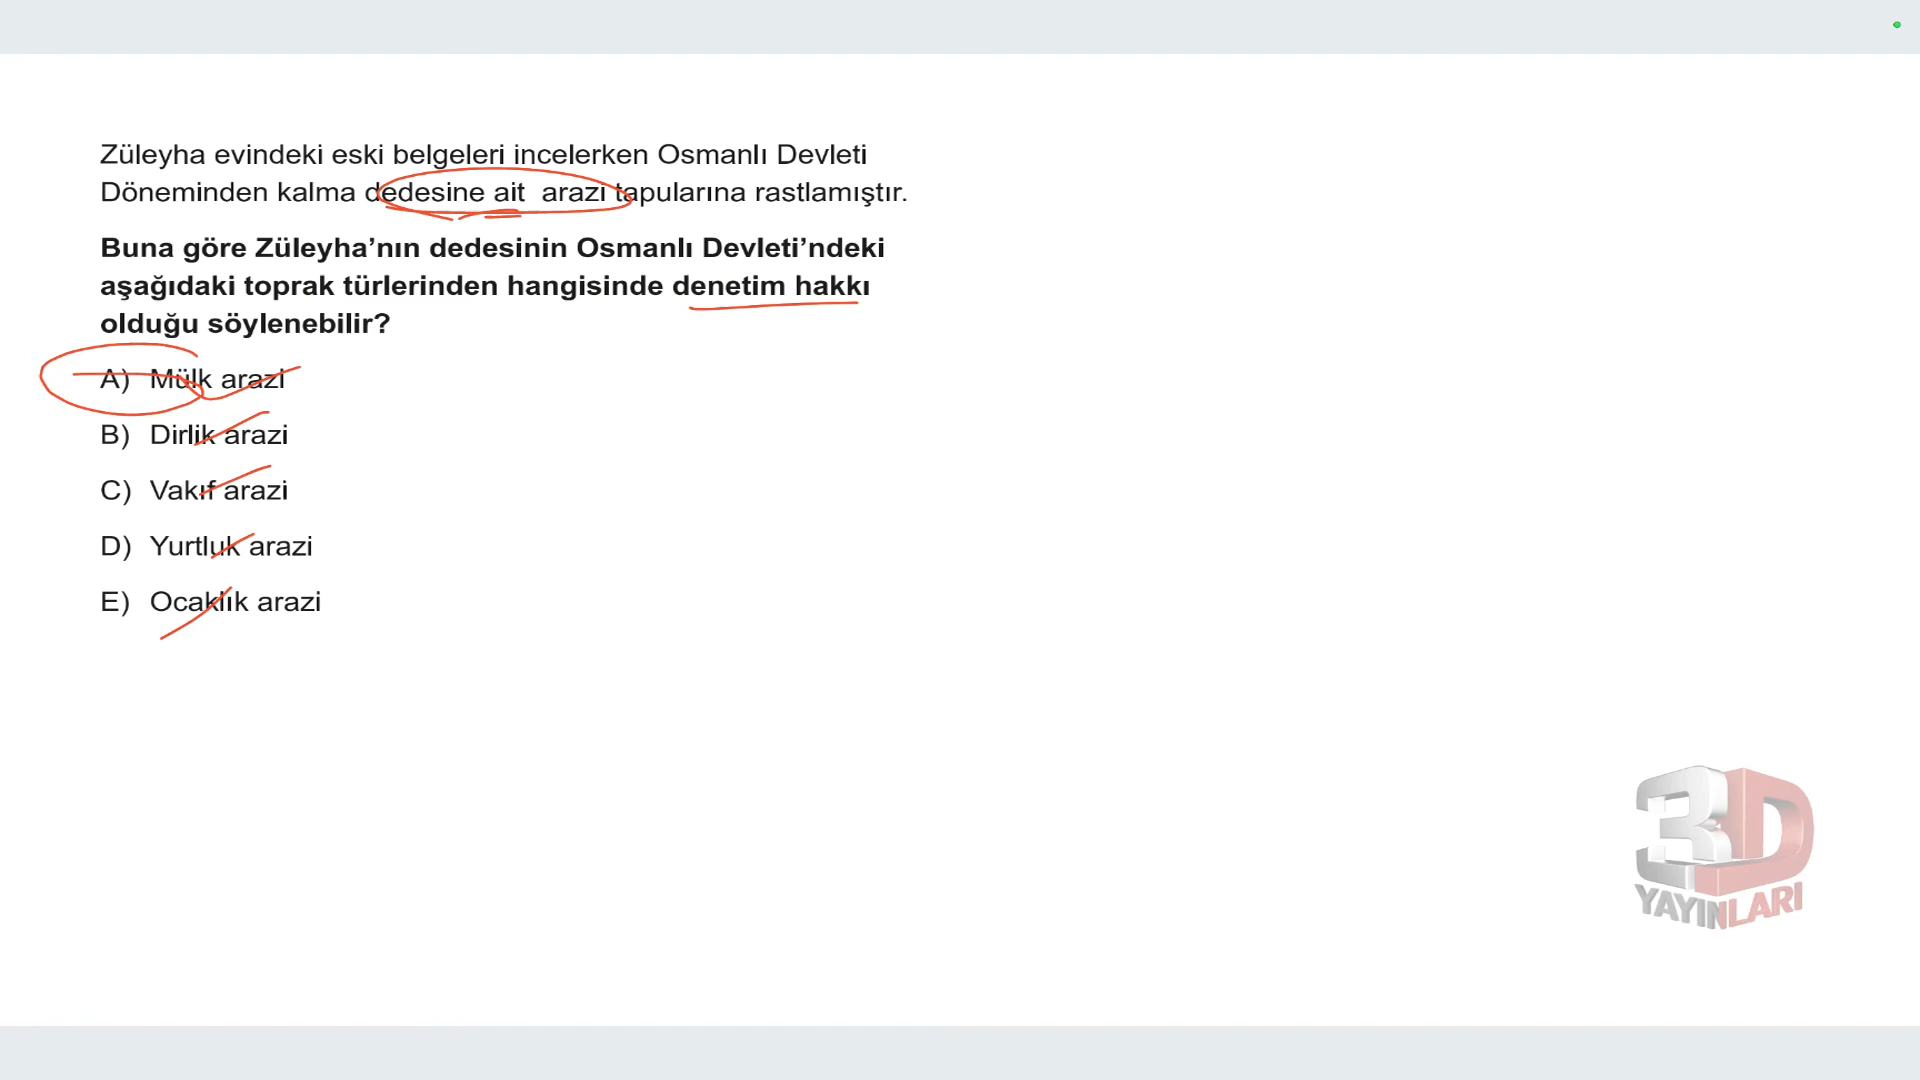 Züleyha evindeki eski belgeleri incelerken Osmanlı Devleti
Döneminden kalma dedesine ait arazi tapularına rastlamıştır.
Buna göre Züleyha’nın dedesinin Osmanlı Devleti’ndeki
aşağıdaki toprak türlerinden hangisinde denetim hakkı
olduğu söylenebilir?
A) Mülk arazi
B) Dirlik arazi
C) Vakıf arazi
D) Yurtluk arazi
E) Ocaklık arazi
3D
YAYINLARI